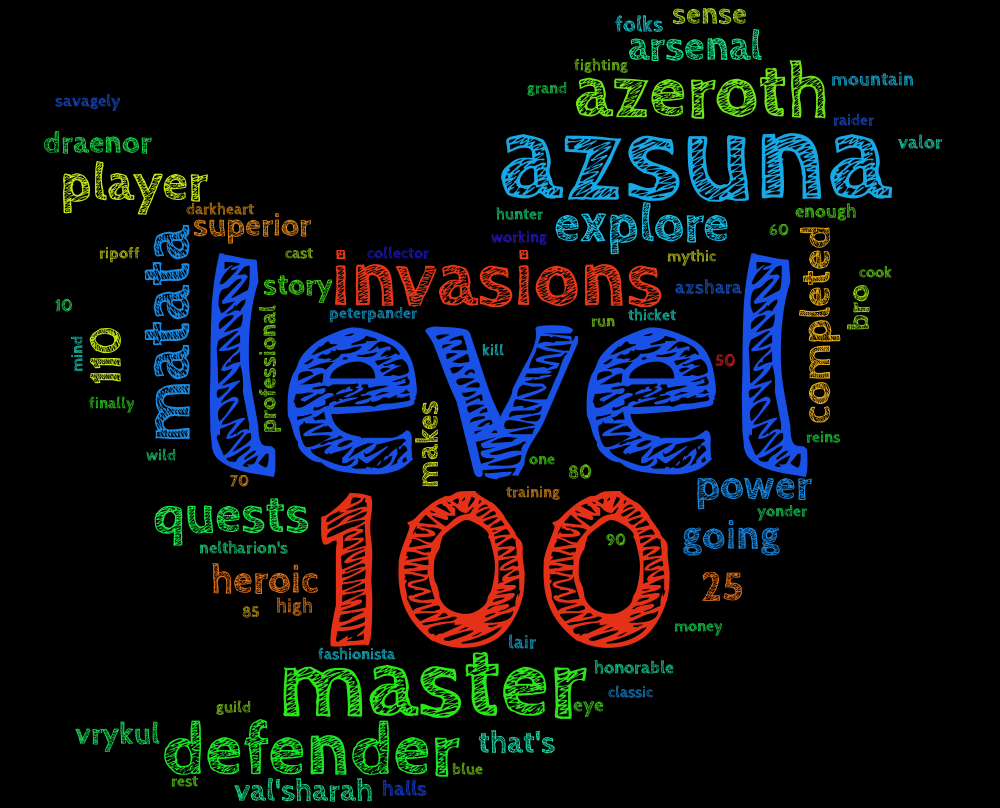 sense
folks
arsenal
fighting
grand
azeroth
mountain
savagely
raider
draenor
azsuna
valor
player
darkheart
superior
hunter
explore
enough
working
60
ripoff
cast
collector
mythic
matata
invasions
completed
story
azshara
cook
10
peterpander
run
thicket
bro
professional
110
mind
level
kill
50
finally
makes
wild
reins
one
80
70
training
power
yonder
quests
100
going
neltharion's
90
heroic
25
85
high
money
lair
fashionista
master
honorable
classic
guild
eye
vrykul
defender
that's
blue
rest
val'sharah
halls